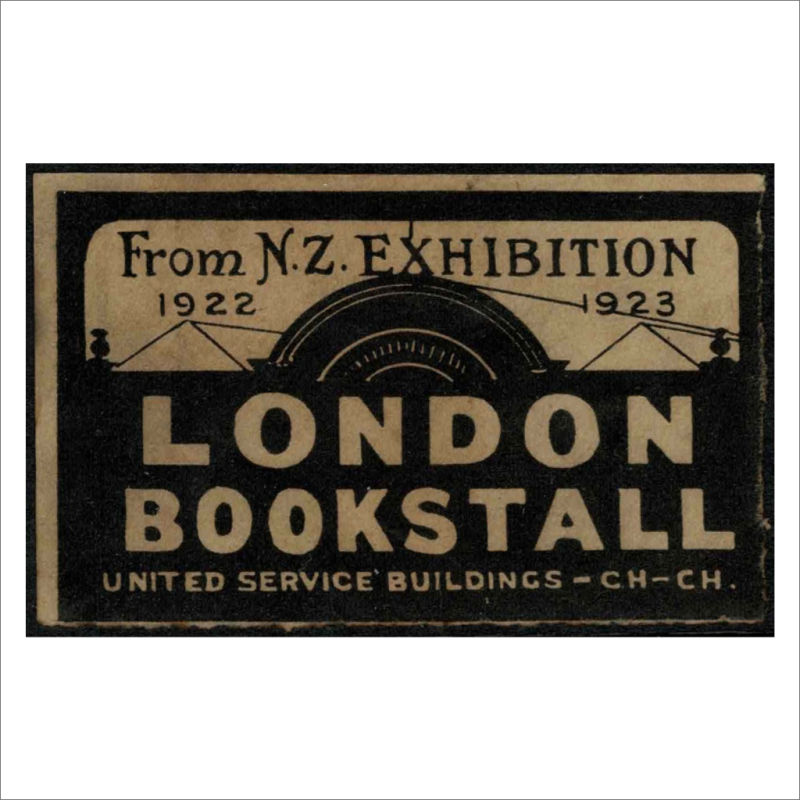 From N.Z. EXHIBITION
1922 1923
LONDON
BOOKSTALL
UNITED SERVICE BUILDINGS - CH-CH.